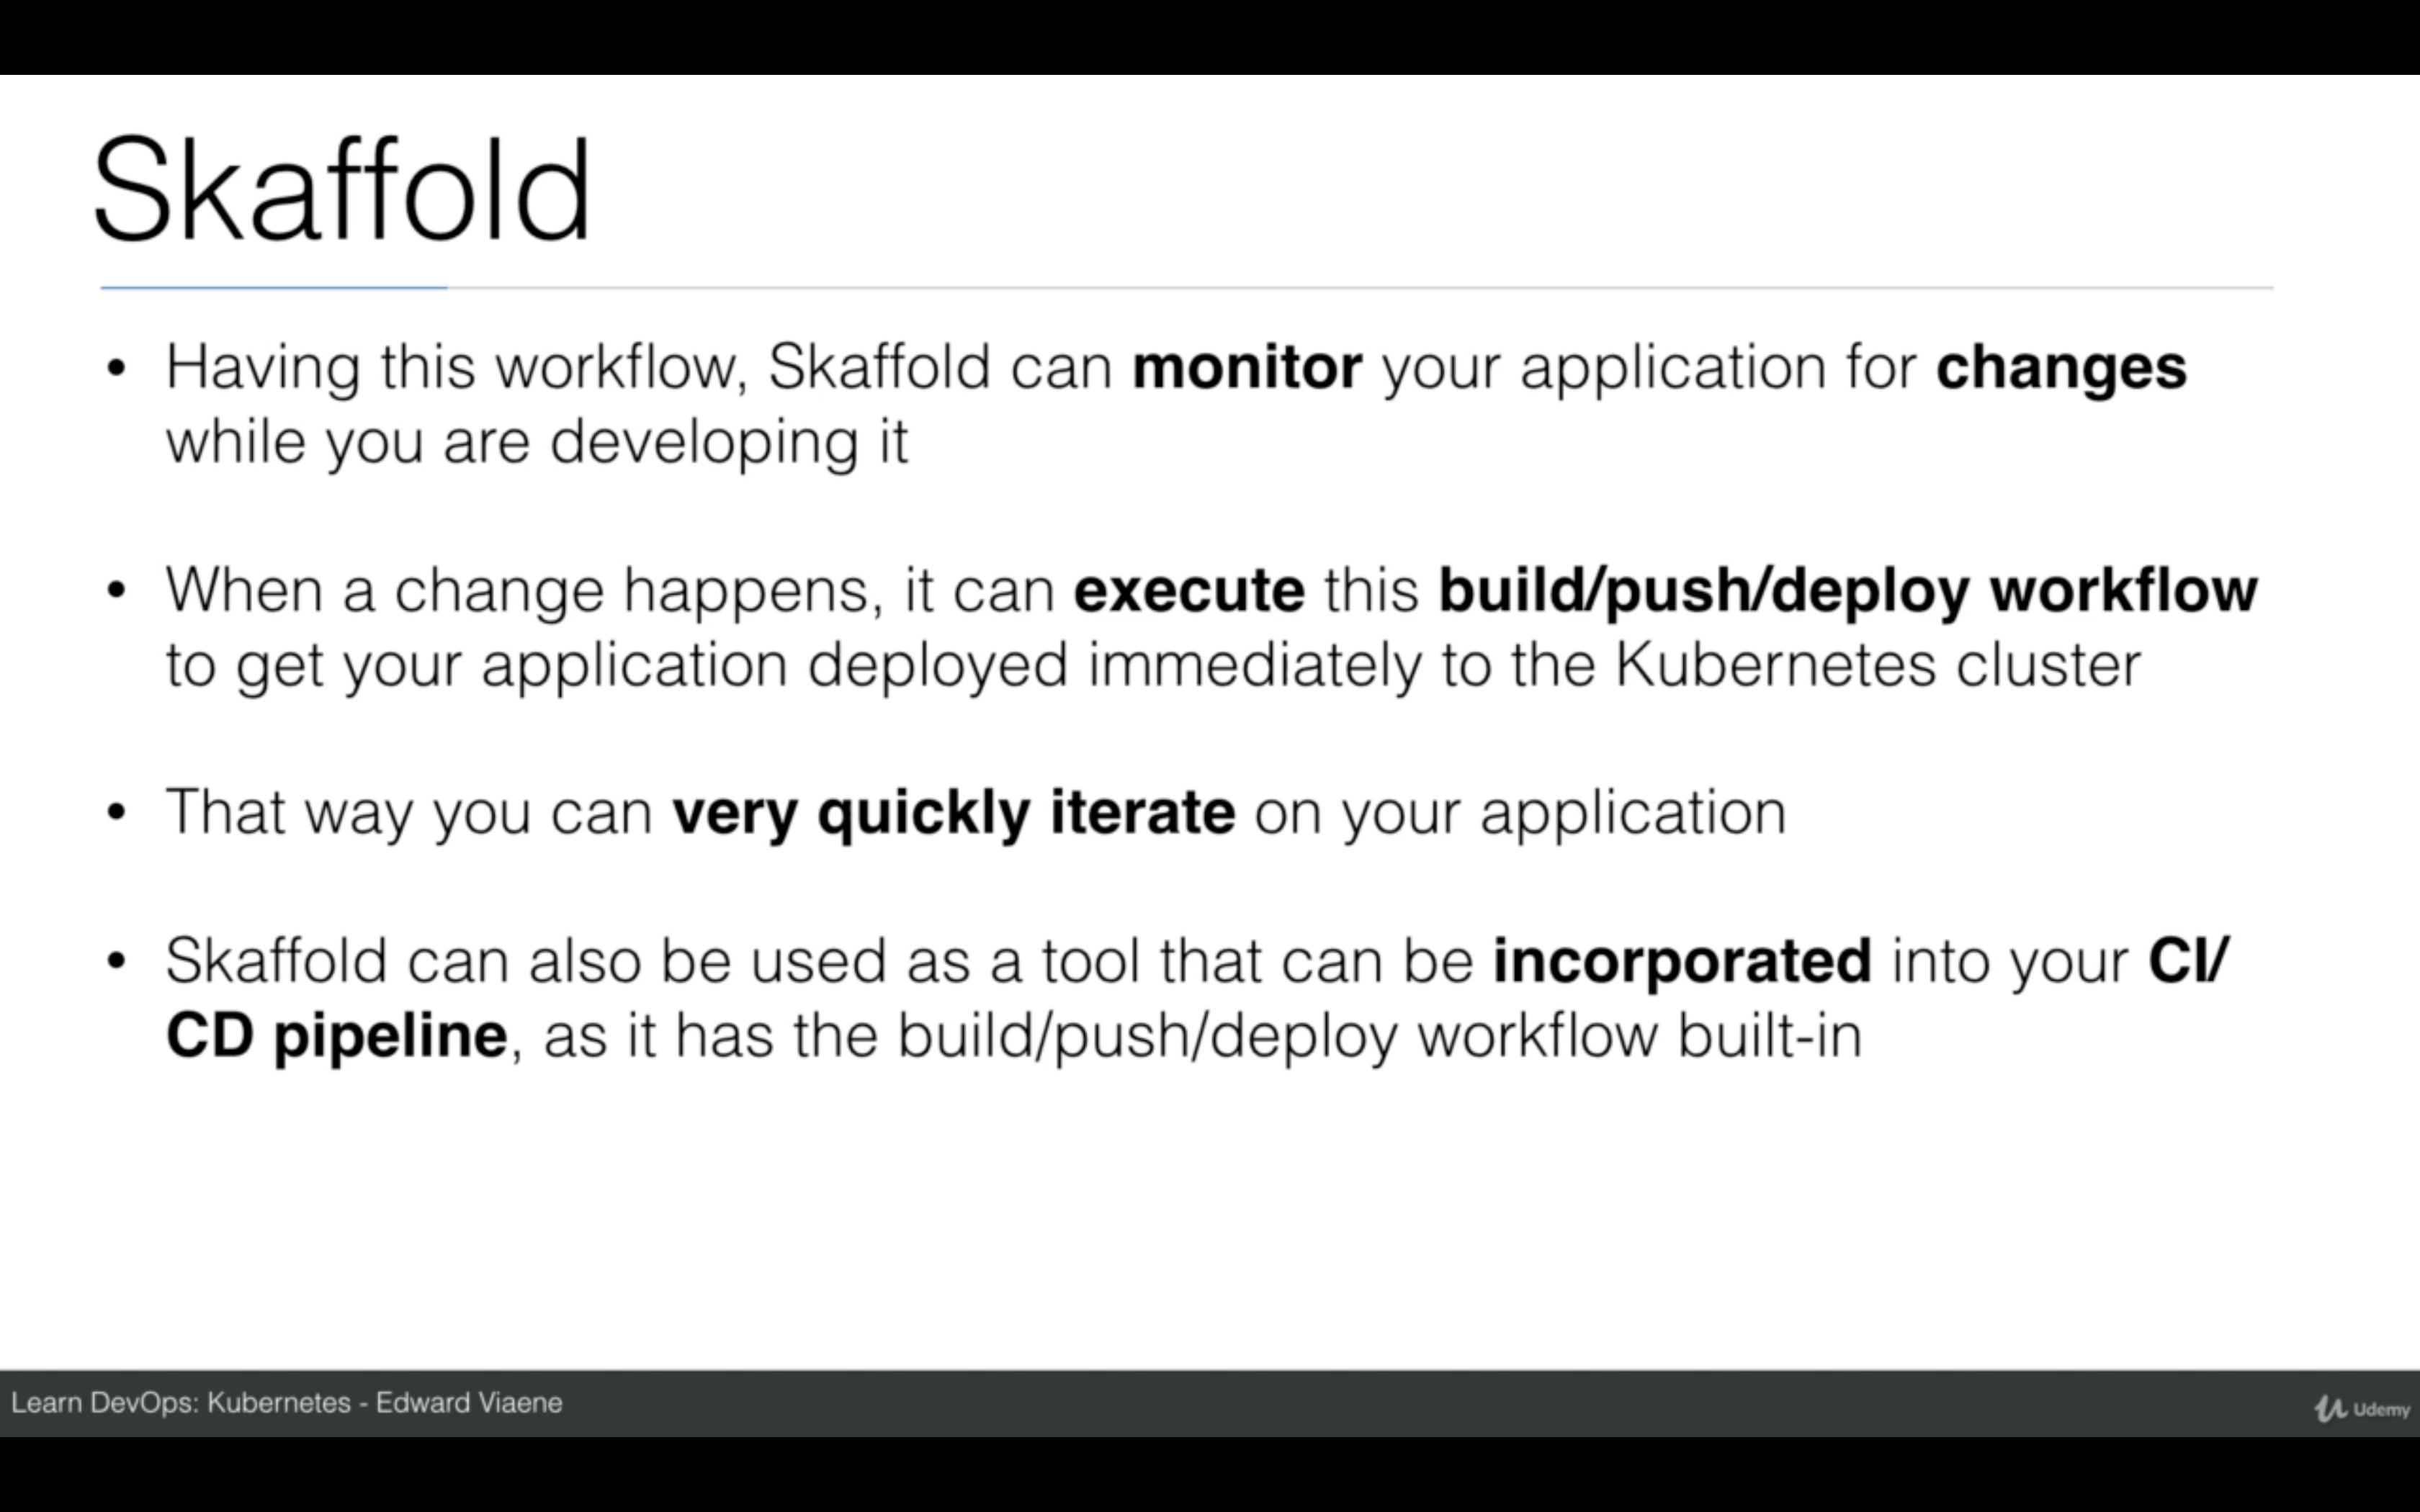 Skaffold
• Having this workflow, Skaffold can monitor your application for changes
while you are developing it
• When a change happens, it can execute this build/push/deploy workflow
to get your application deployed immediately to the Kubernetes cluster
• That way you can very quickly iterate on your application
• Skaffold can also be used as a tool that can be incorporated into your CI/
CD pipeline, as it has the build/push/deploy workflow built-in
Learn DevOps: Kubernetes - Edward Viaene
Udemy